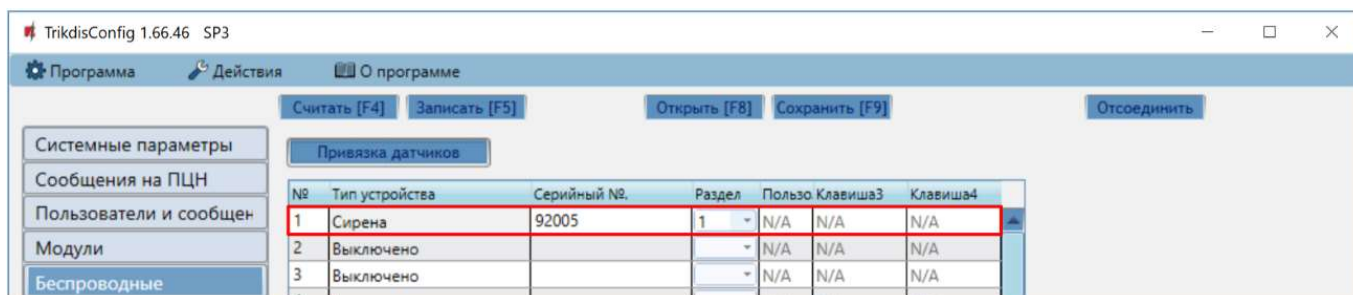 TrikdisConfig 1.66.46 SP3
Программа Действия О программе
Считать [F4] Записать [F5] Открыть [F8] Сохранить [F9] Отсоединить
Системные параметры
Привязка датчиков
Сообщения на ПЦН
№ Тип устройства Серийный №. Раздел Пользо Клавиша3 Клавиша4
Пользователи и сообщен
1 Сирена 92005 1 N/A N/A N/A
Модули
2 Выключено N/A N/A N/A
Беспроводные
3 Выключено N/A N/A N/A